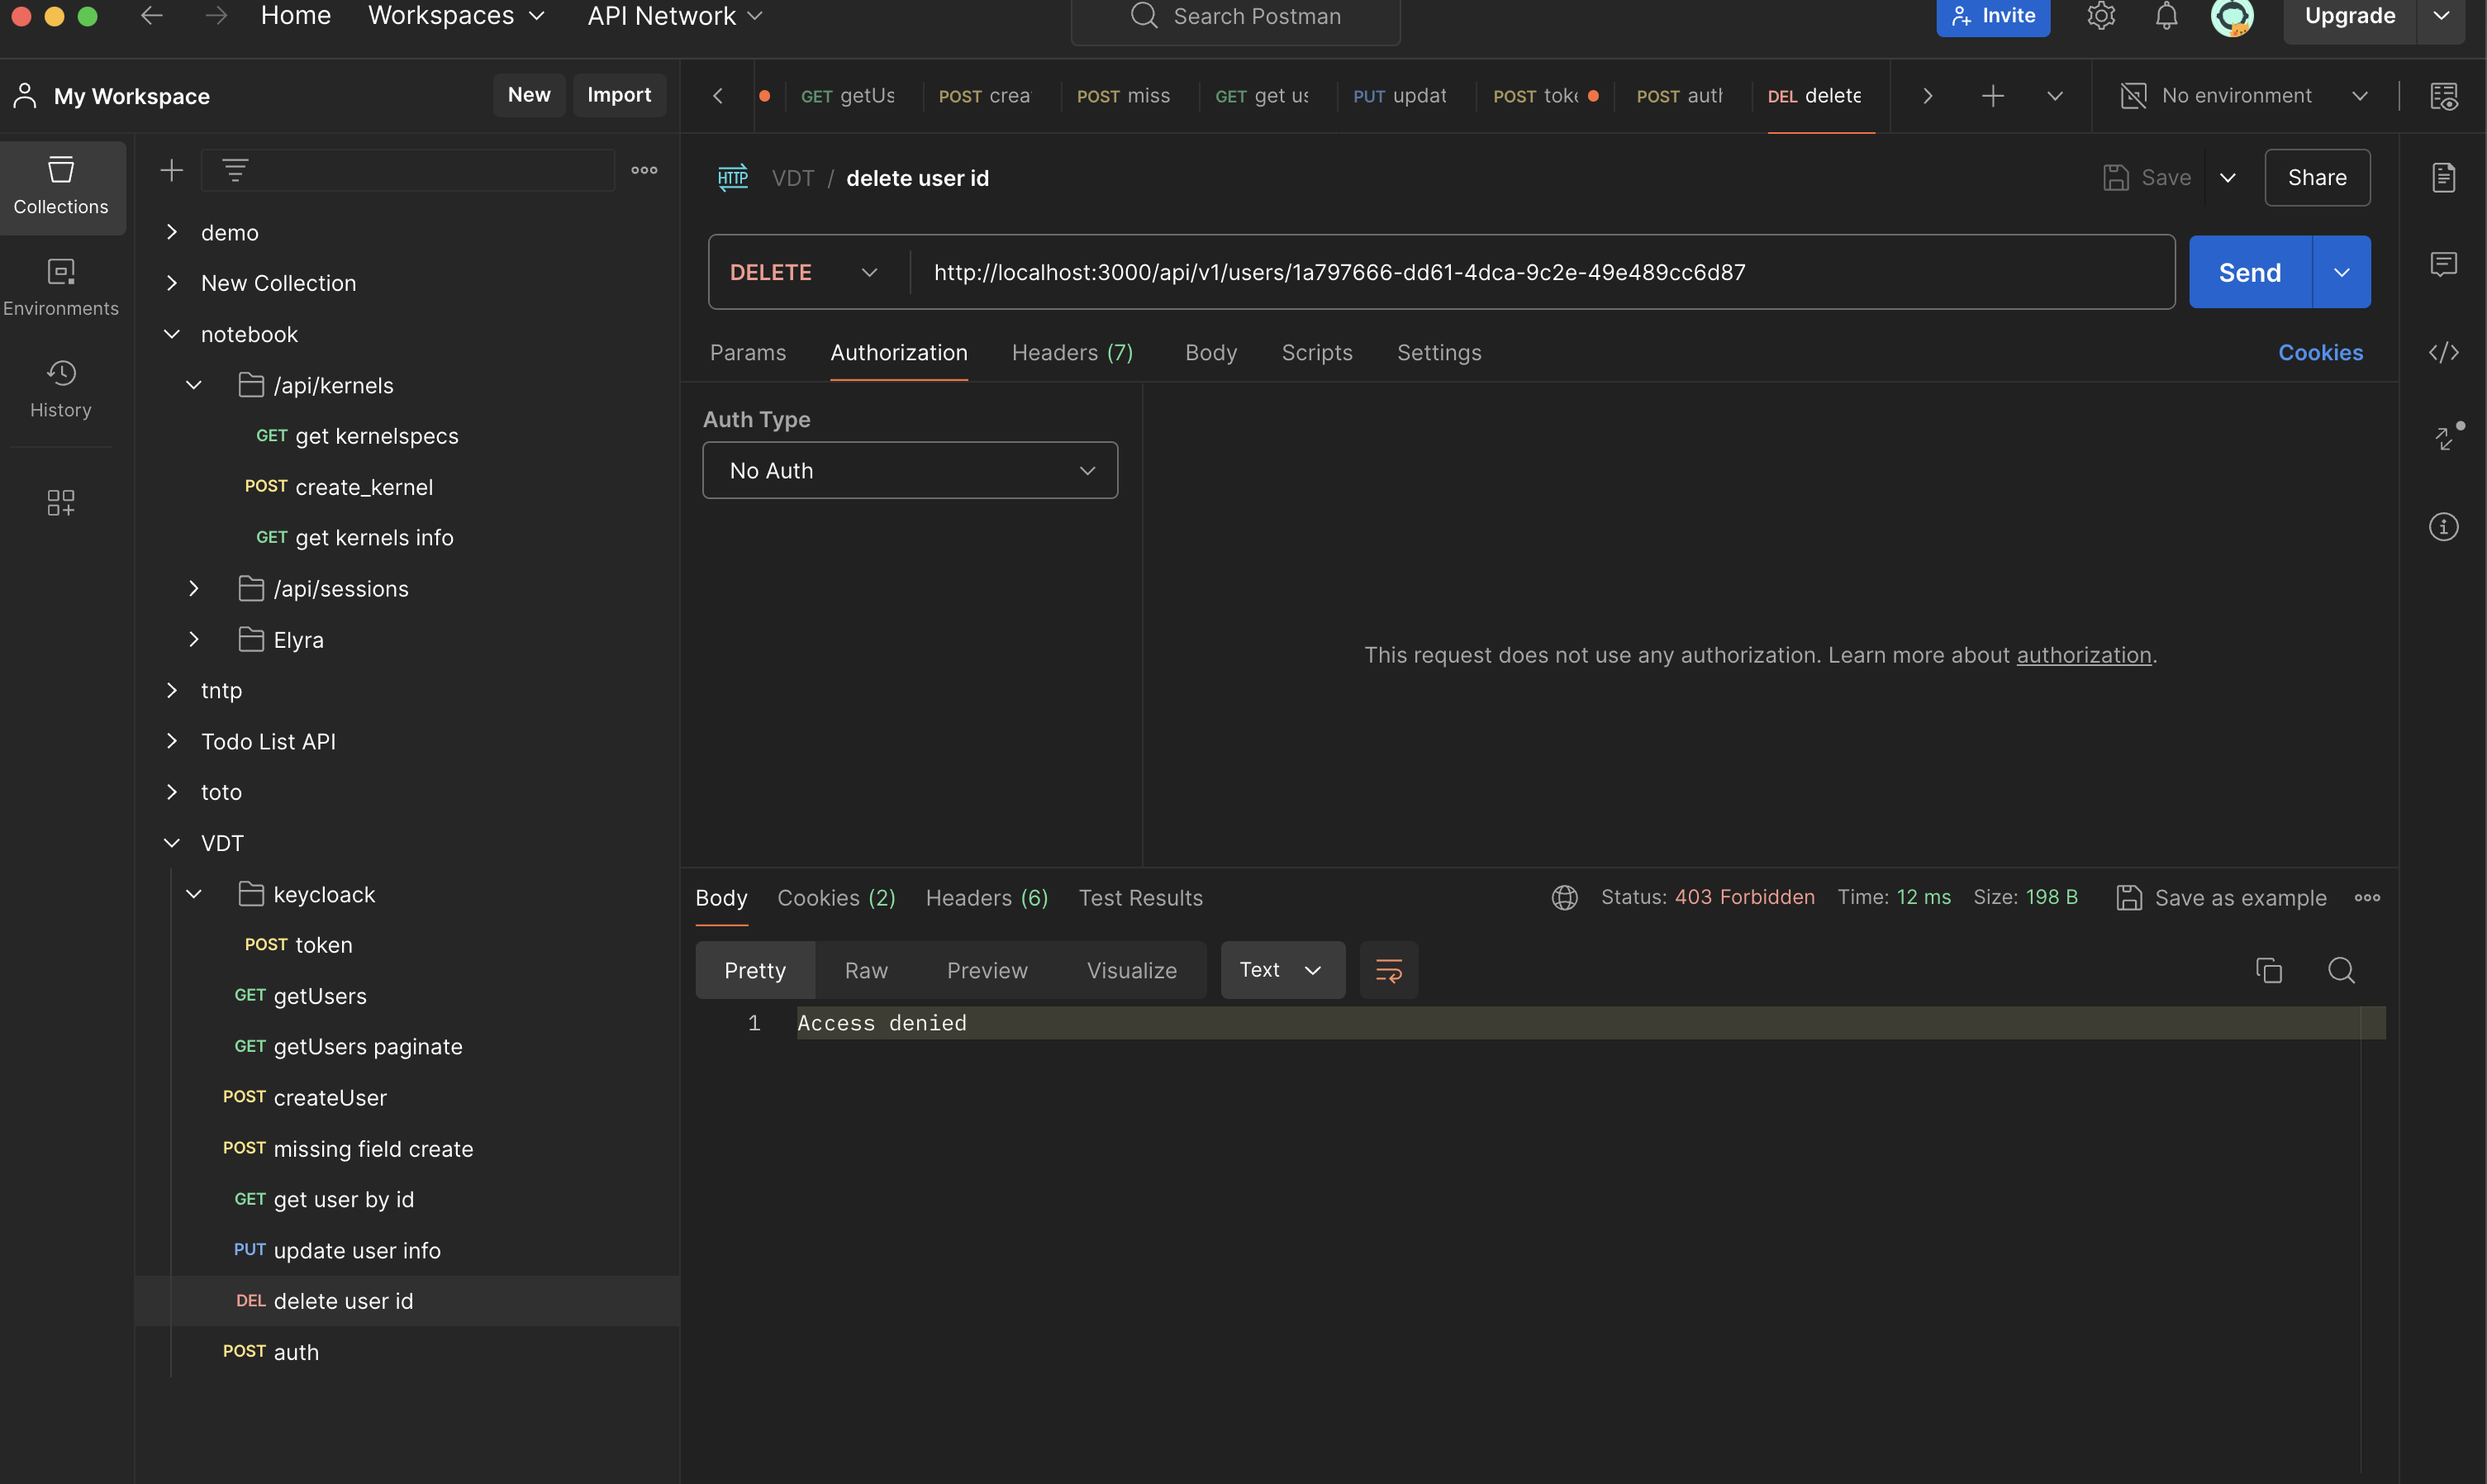 Home Workspaces API Network Search Postman Invite Upgrade
My Workspace New Import
GET getUs POST crea POST miss GET get us PUT updat POST toke POST auth DEL delete No environment
Collections
Environments
History
demo
New Collection
notebook
/api/kernels
GET get kernelspecs
POST create_kernel
GET get kernels info
/api/sessions
Elyra
tntp
Todo List API
toto
VDT
keycloack
POST token
GET getUsers
GET getUsers paginate
POST createUser
POST missing field create
GET get user by id
PUT update user info
DEL delete user id
POST auth
HTTP VDT / delete user id Save Share
DELETE http://localhost:3000/api/v1/users/1a797666-dd61-4dca-9c2e-49e489cc6d87 Send
Params Authorization Headers (7) Body Scripts Settings Cookies
Auth Type
No Auth
This request does not use any authorization. Learn more about authorization.
Body Cookies (2) Headers (6) Test Results Status: 403 Forbidden Time: 12 ms Size: 198 B Save as example
Pretty Raw Preview Visualize Text
1 Access denied